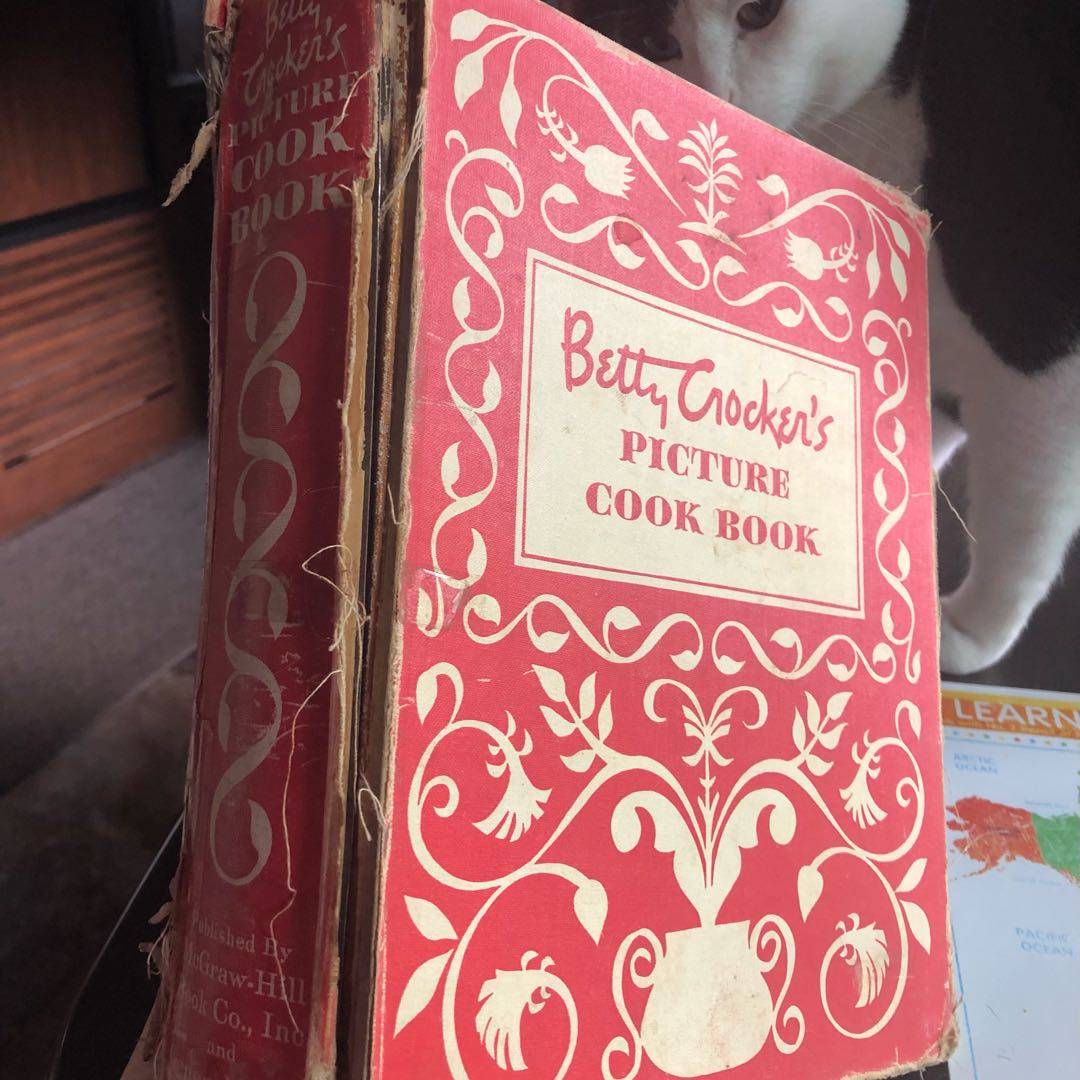 Betty
Crocker's
PICTURE
COOK
BOOK
Published By
McGraw-Hill
Book Co., Inc
and
Betty Crocker's
PICTURE
COOK BOOK
LEARN
ARCTIC
OCEAN
PACIFIC
OCEAN